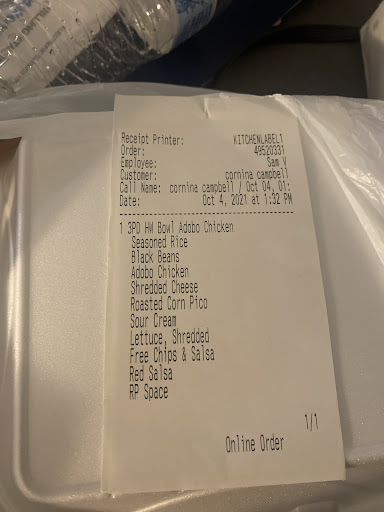 Receipt Printer: KITCHENLABEL1
Order: 49520331
Employee: Sam V
Customer: cornina campbell
Call Name: cornina campbell / Oct 04, 01:
Date: Oct 4, 2021 at 1:32 PM
1 3PD HW Bowl Adobo Chicken
Seasoned Rice
Black Beans
Adobo Chicken
Shredded Cheese
Roasted Corn Pico
Sour Cream
Lettuce, Shredded
Free Chips & Salsa
Red Salsa
RP Space
1/1
Online Order